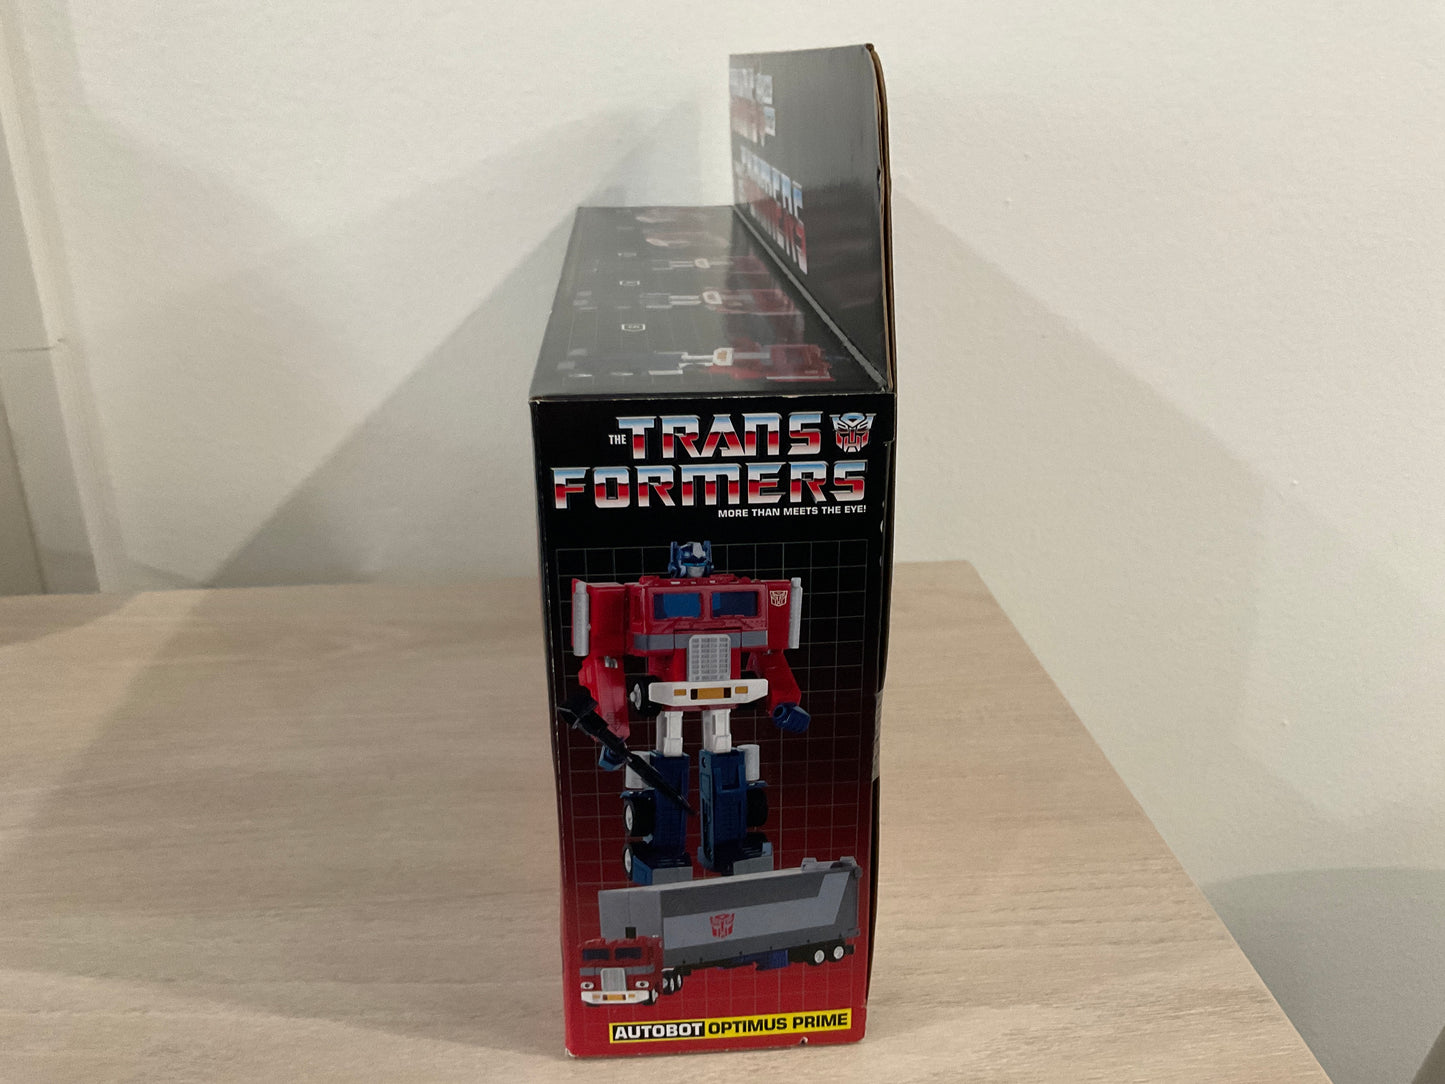 THE TRANS
FORMERS
MORE THAN MEETS THE EYE!
AUTOBOT OPTIMUS PRIME